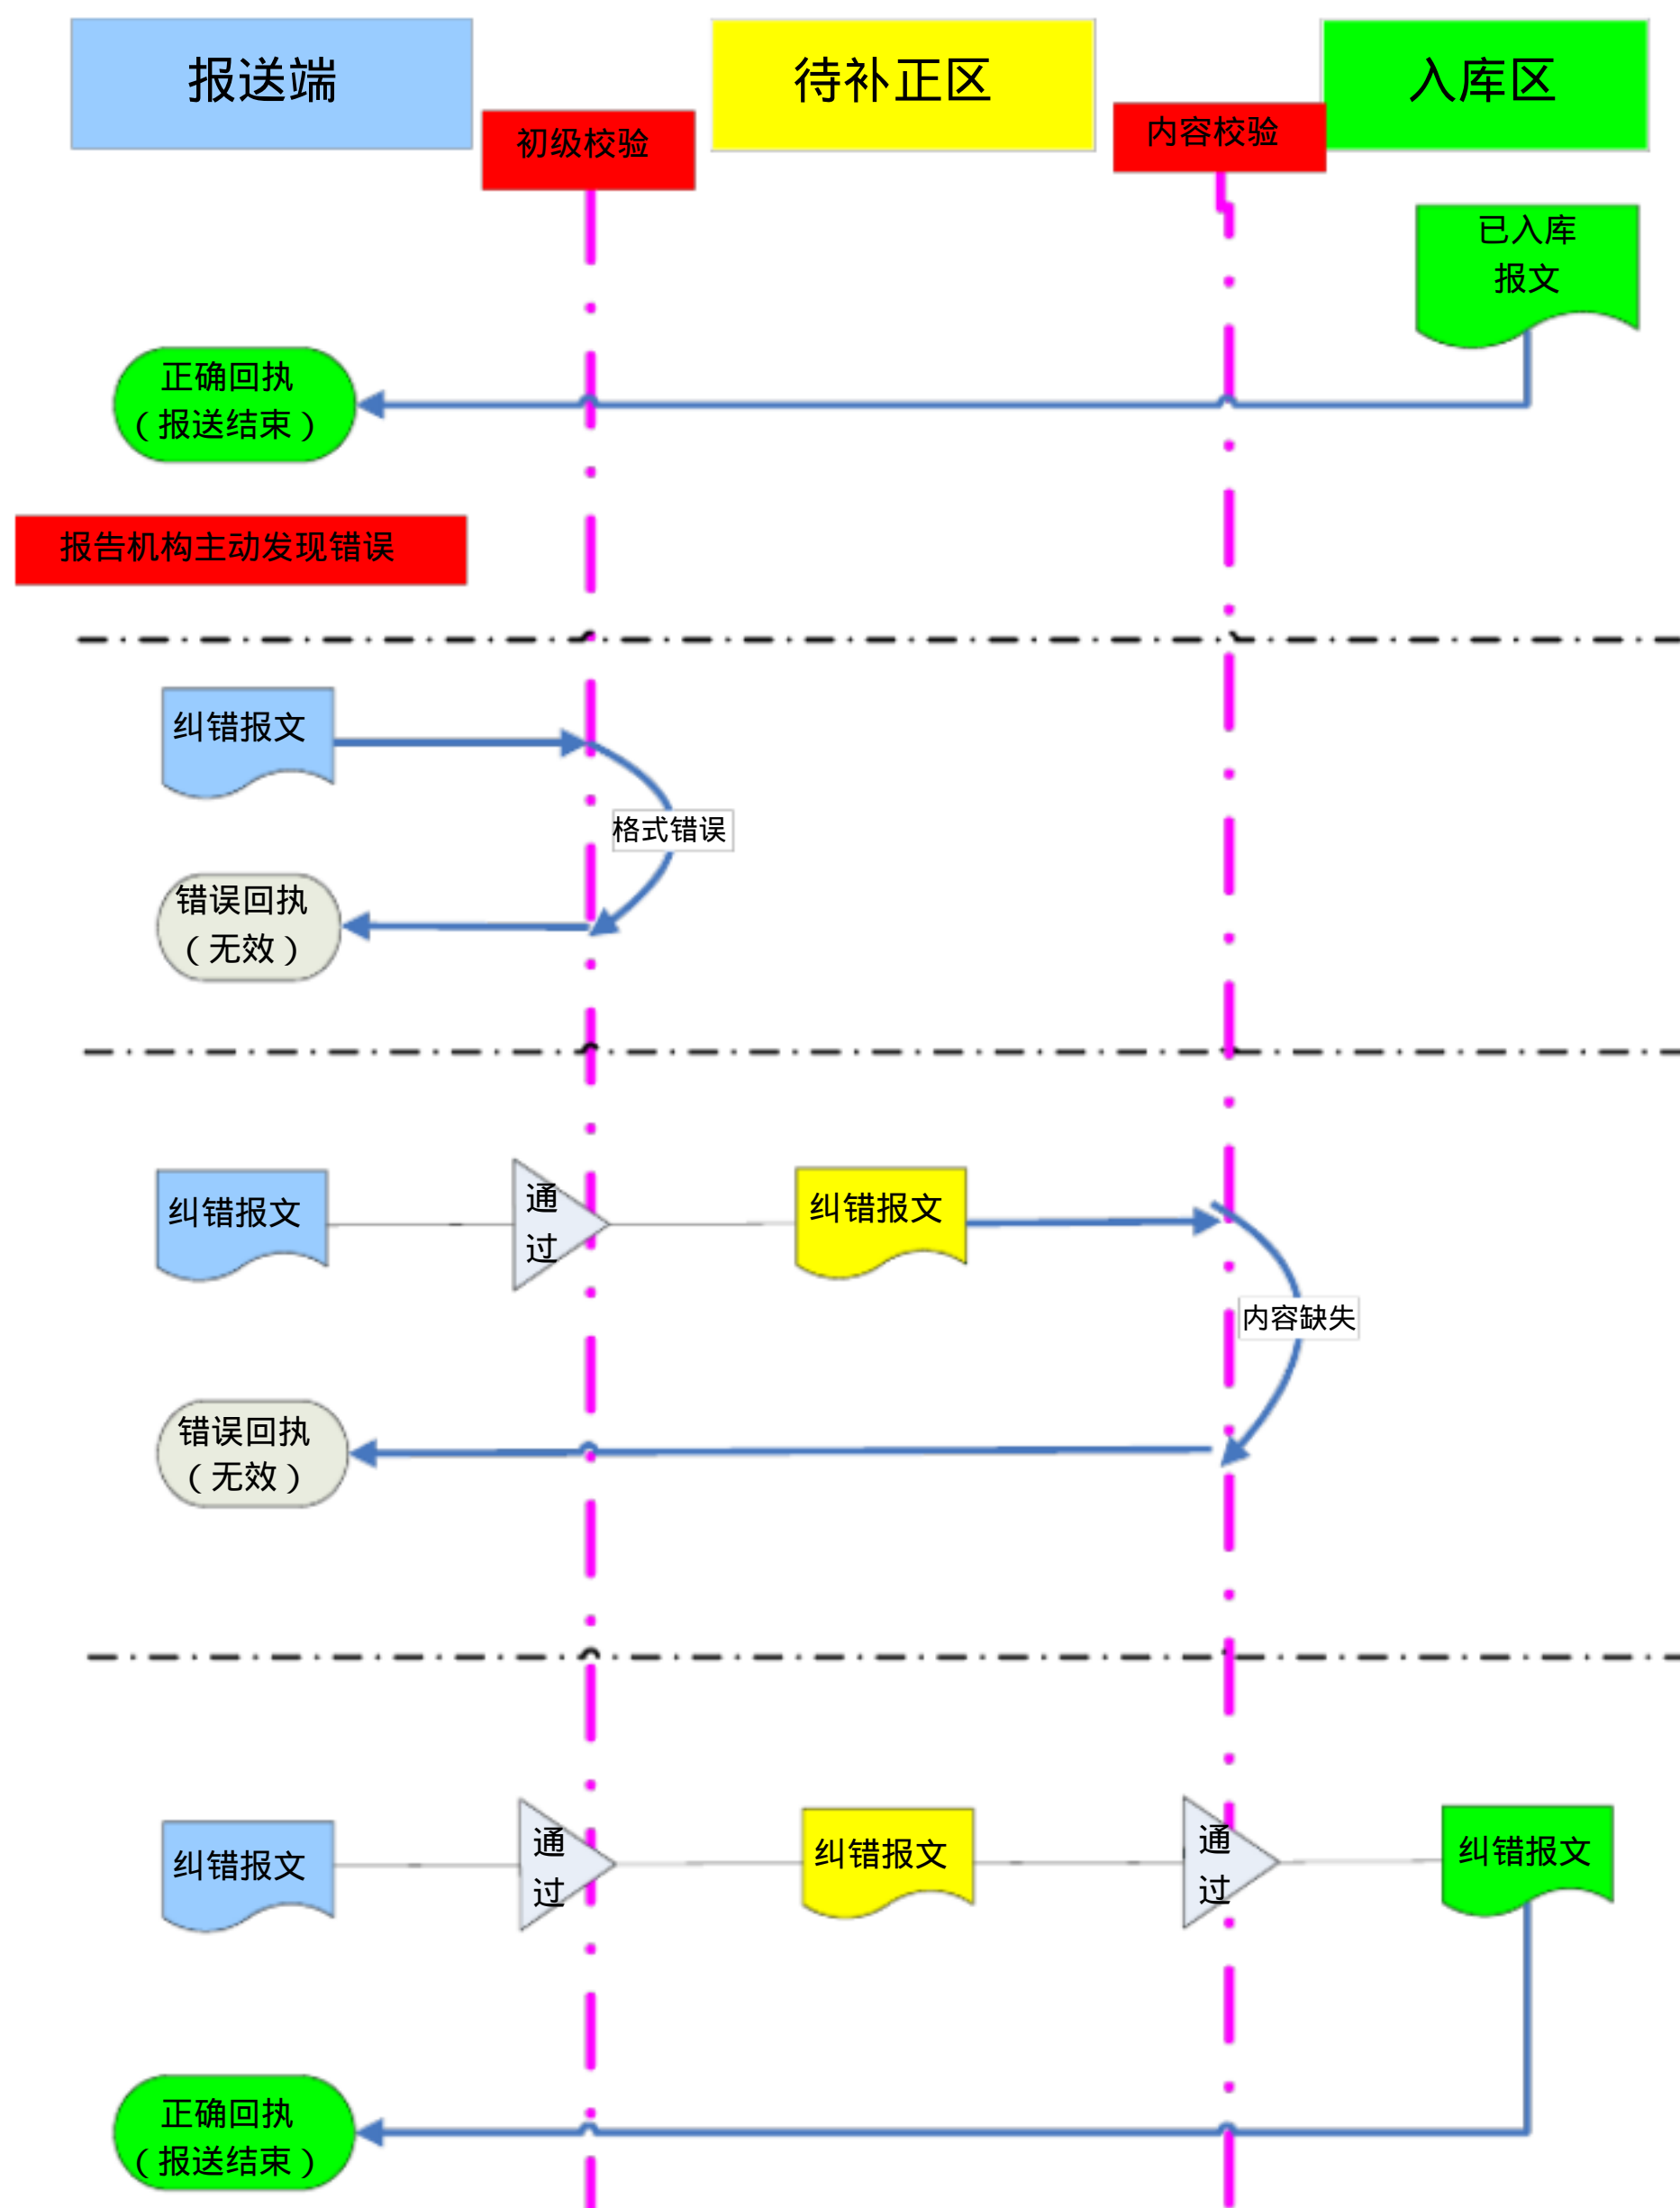 报送端
待补正区
入库区
初级校验
内容校验
已入库
报文
正确回执
（报送结束）
报告机构主动发现错误
纠错报文
格式错误
错误回执
（无效）
纠错报文
通
过
纠错报文
内容缺失
错误回执
（无效）
纠错报文
通
过
纠错报文
通
过
纠错报文
正确回执
（报送结束）